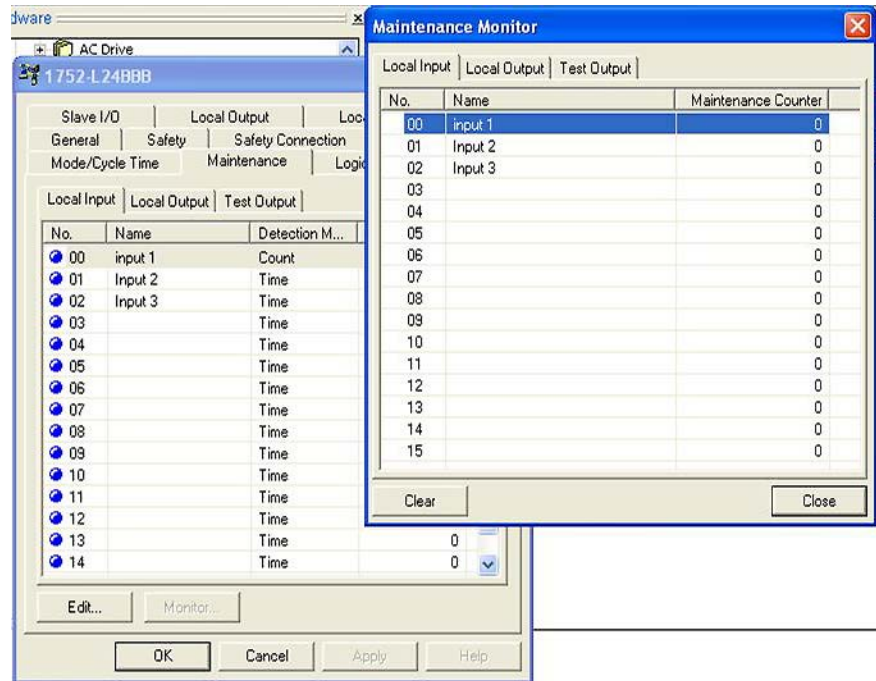 dware
AC Drive
1752-L24BBB
Slave I/O Local Output Loc
General Safety Safety Connection
Mode/Cycle Time Maintenance Logic
Local Input Local Output Test Output
No. Name Detection M...
00 input 1 Count
01 Input 2 Time
02 Input 3 Time
03 Time
04 Time
05 Time
06 Time
07 Time
08 Time
09 Time
10 Time
11 Time
12 Time
13 Time 0
14 Time 0
Edit... Monitor...
OK Cancel Apply Help
Maintenance Monitor
Local Input Local Output Test Output
No. Name Maintenance Counter
00 input 1 0
01 Input 2 0
02 Input 3 0
03 0
04 0
05 0
06 0
07 0
08 0
09 0
10 0
11 0
12 0
13 0
14 0
15 0
Clear Close